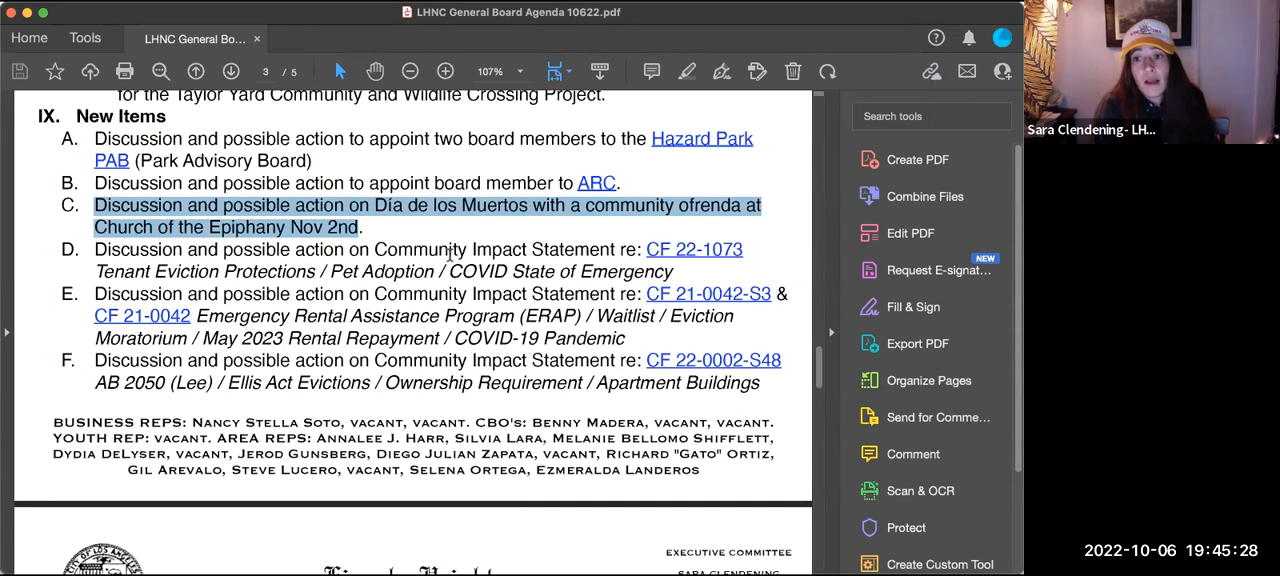 LHNC General Board Agenda 10622.pdf
Home Tools LHNC General Bo... ×
3 / 5 107%
for the Taylor Yard Community and Wildlife Crossing Project.
IX. New Items
A. Discussion and possible action to appoint two board members to the Hazard Park
PAB (Park Advisory Board)
B. Discussion and possible action to appoint board member to ARC.
C. Discussion and possible action on Día de los Muertos with a community ofrenda at
Church of the Epiphany Nov 2nd.
D. Discussion and possible action on Community Impact Statement re: CF 22-1073
Tenant Eviction Protections / Pet Adoption / COVID State of Emergency
E. Discussion and possible action on Community Impact Statement re: CF 21-0042-S3 &
CF 21-0042 Emergency Rental Assistance Program (ERAP) / Waitlist / Eviction
Moratorium / May 2023 Rental Repayment / COVID-19 Pandemic
F. Discussion and possible action on Community Impact Statement re: CF 22-0002-S48
AB 2050 (Lee) / Ellis Act Evictions / Ownership Requirement / Apartment Buildings
BUSINESS REPS: NANCY STELLA SOTO, VACANT, VACANT. CBO'S: BENNY MADERA, VACANT, VACANT.
YOUTH REP: VACANT. AREA REPS: ANNALEE J. HARR, SILVIA LARA, MELANIE BELLOMO SHIFFLETT,
DYDIA DELYSER, VACANT, JEROD GUNSBERG, DIEGO JULIAN ZAPATA, VACANT, RICHARD "GATO" ORTIZ,
GIL AREVALO, STEVE LUCERO, VACANT, SELENA ORTEGA, EZMERALDA LANDEROS
EXECUTIVE COMMITTEE
Search tools
Create PDF
Combine Files
Edit PDF
NEW
Request E-signat...
Fill & Sign
Export PDF
Organize Pages
Send for Comme...
Comment
Scan & OCR
Protect
Create Custom Tool
Sara Clendening- LH...
2022-10-06 19:45:28